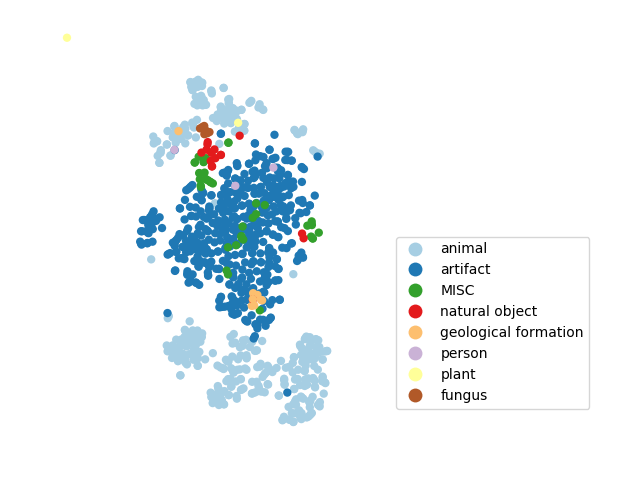 animal
artifact
MISC
natural object
geological formation
person
plant
fungus